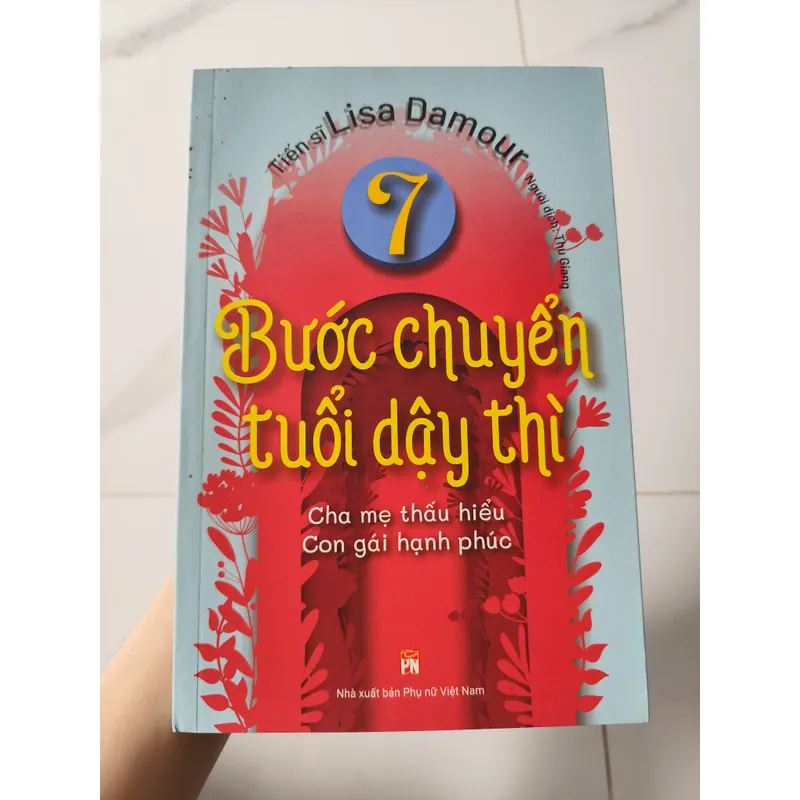 Tiến sĩ Lisa Damour
Người dịch: Thu Giang
7
Bước chuyển
tuổi dậy thì
Cha mẹ thấu hiểu
Con gái hạnh phúc
PN
Nhà xuất bản Phụ nữ Việt Nam